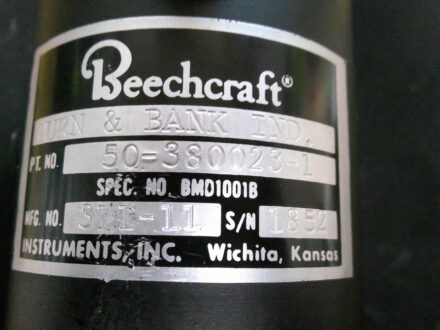 Beechcraft®
TURN & BANK IND.
PT. NO. 50-380023-1
SPEC. NO. BMD1001B
MFG. NO. S/N 1852
INSTRUMENTS, INC. Wichita, Kansas